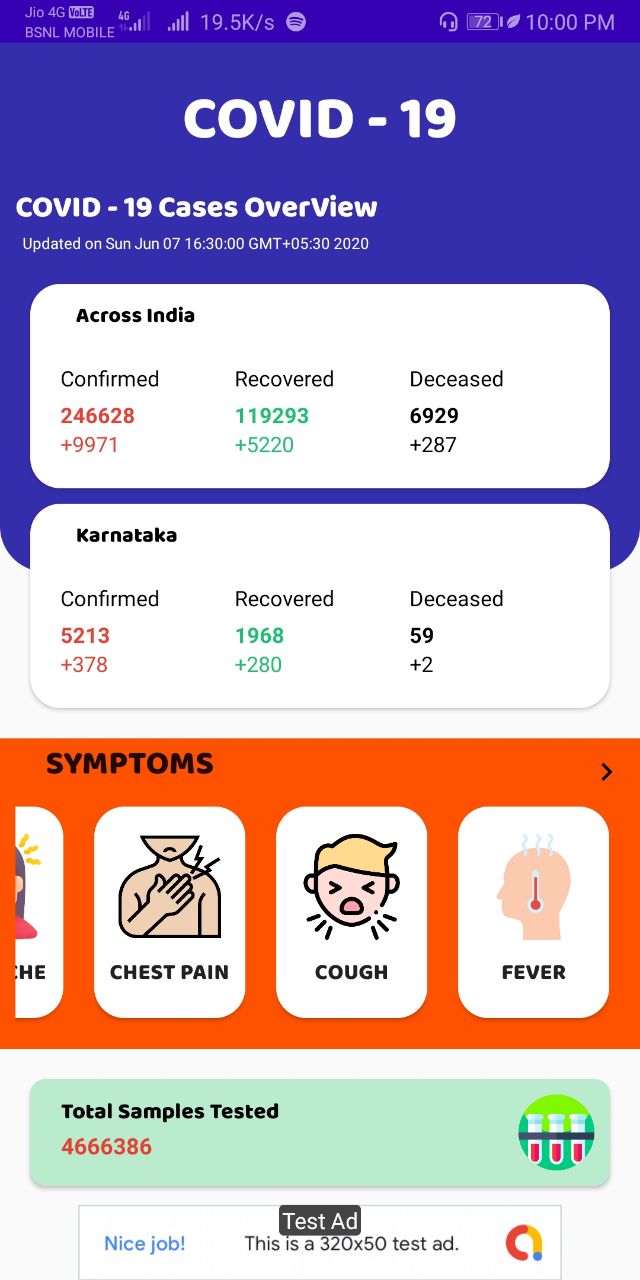 Jio 4G VoLTE
BSNL MOBILE
4G
19.5K/s
72
10:00 PM
COVID - 19
COVID - 19 Cases OverView
Updated on Sun Jun 07 16:30:00 GMT+05:30 2020
Across India
Confirmed Recovered Deceased
246628 119293 6929
+9971 +5220 +287
Karnataka
Confirmed Recovered Deceased
5213 1968 59
+378 +280 +2
SYMPTOMS
CHE CHEST PAIN COUGH FEVER
Total Samples Tested
4666386
Test Ad
Nice job! This is a 320x50 test ad.